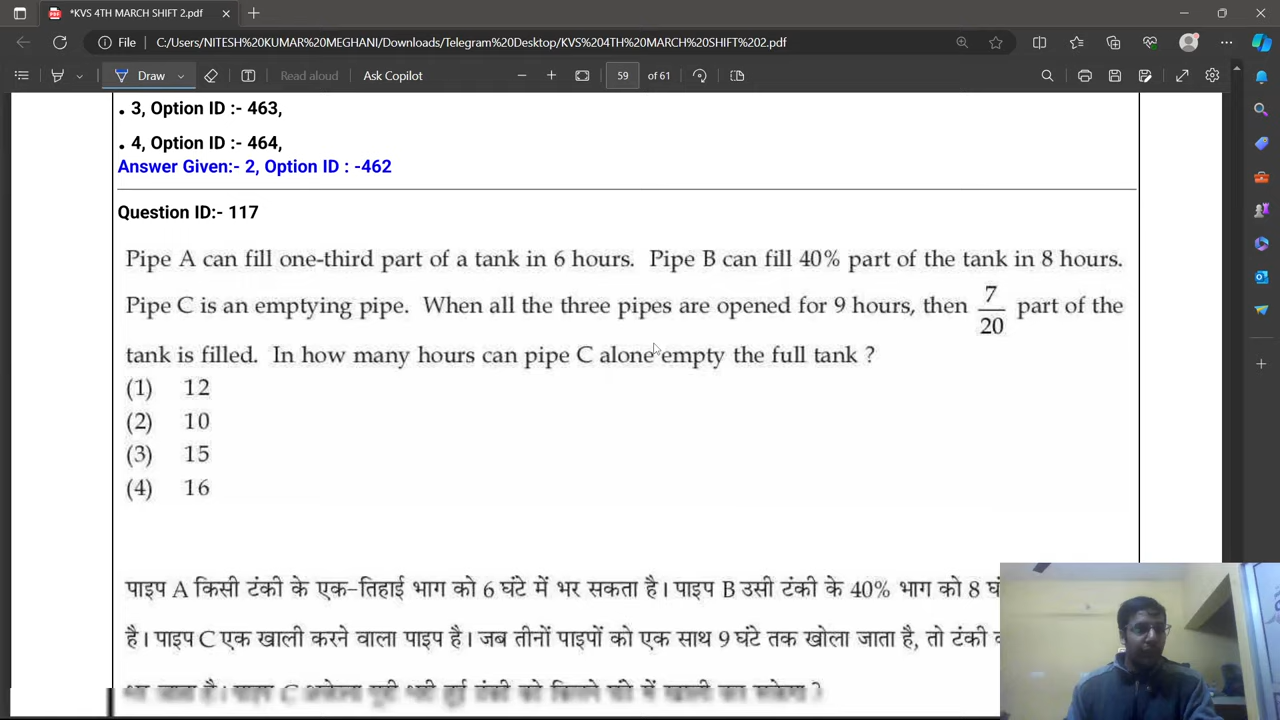 *KVS 4TH MARCH SHIFT 2.pdf
File C:/Users/NITESH%20KUMAR%20MEGHANI/Downloads/Telegram%20Desktop/KVS%204TH%20MARCH%20SHIFT%202.pdf
Draw Read aloud Ask Copilot 59 of 61
. 3, Option ID :- 463,
. 4, Option ID :- 464,
Answer Given:- 2, Option ID : -462
Question ID:- 117
Pipe A can fill one-third part of a tank in 6 hours. Pipe B can fill 40% part of the tank in 8 hours.
Pipe C is an emptying pipe. When all the three pipes are opened for 9 hours, then 7/20 part of the
tank is filled. In how many hours can pipe C alone empty the full tank ?
(1) 12
(2) 10
(3) 15
(4) 16
पाइप A किसी टंकी के एक-तिहाई भाग को 6 घंटे में भर सकता है। पाइप B उसी टंकी के 40% भाग को 8
है। पाइप C एक खाली करने वाला पाइप है। जब तीनों पाइपों को एक साथ 9 घंटे तक खोला जाता है, तो टंकी